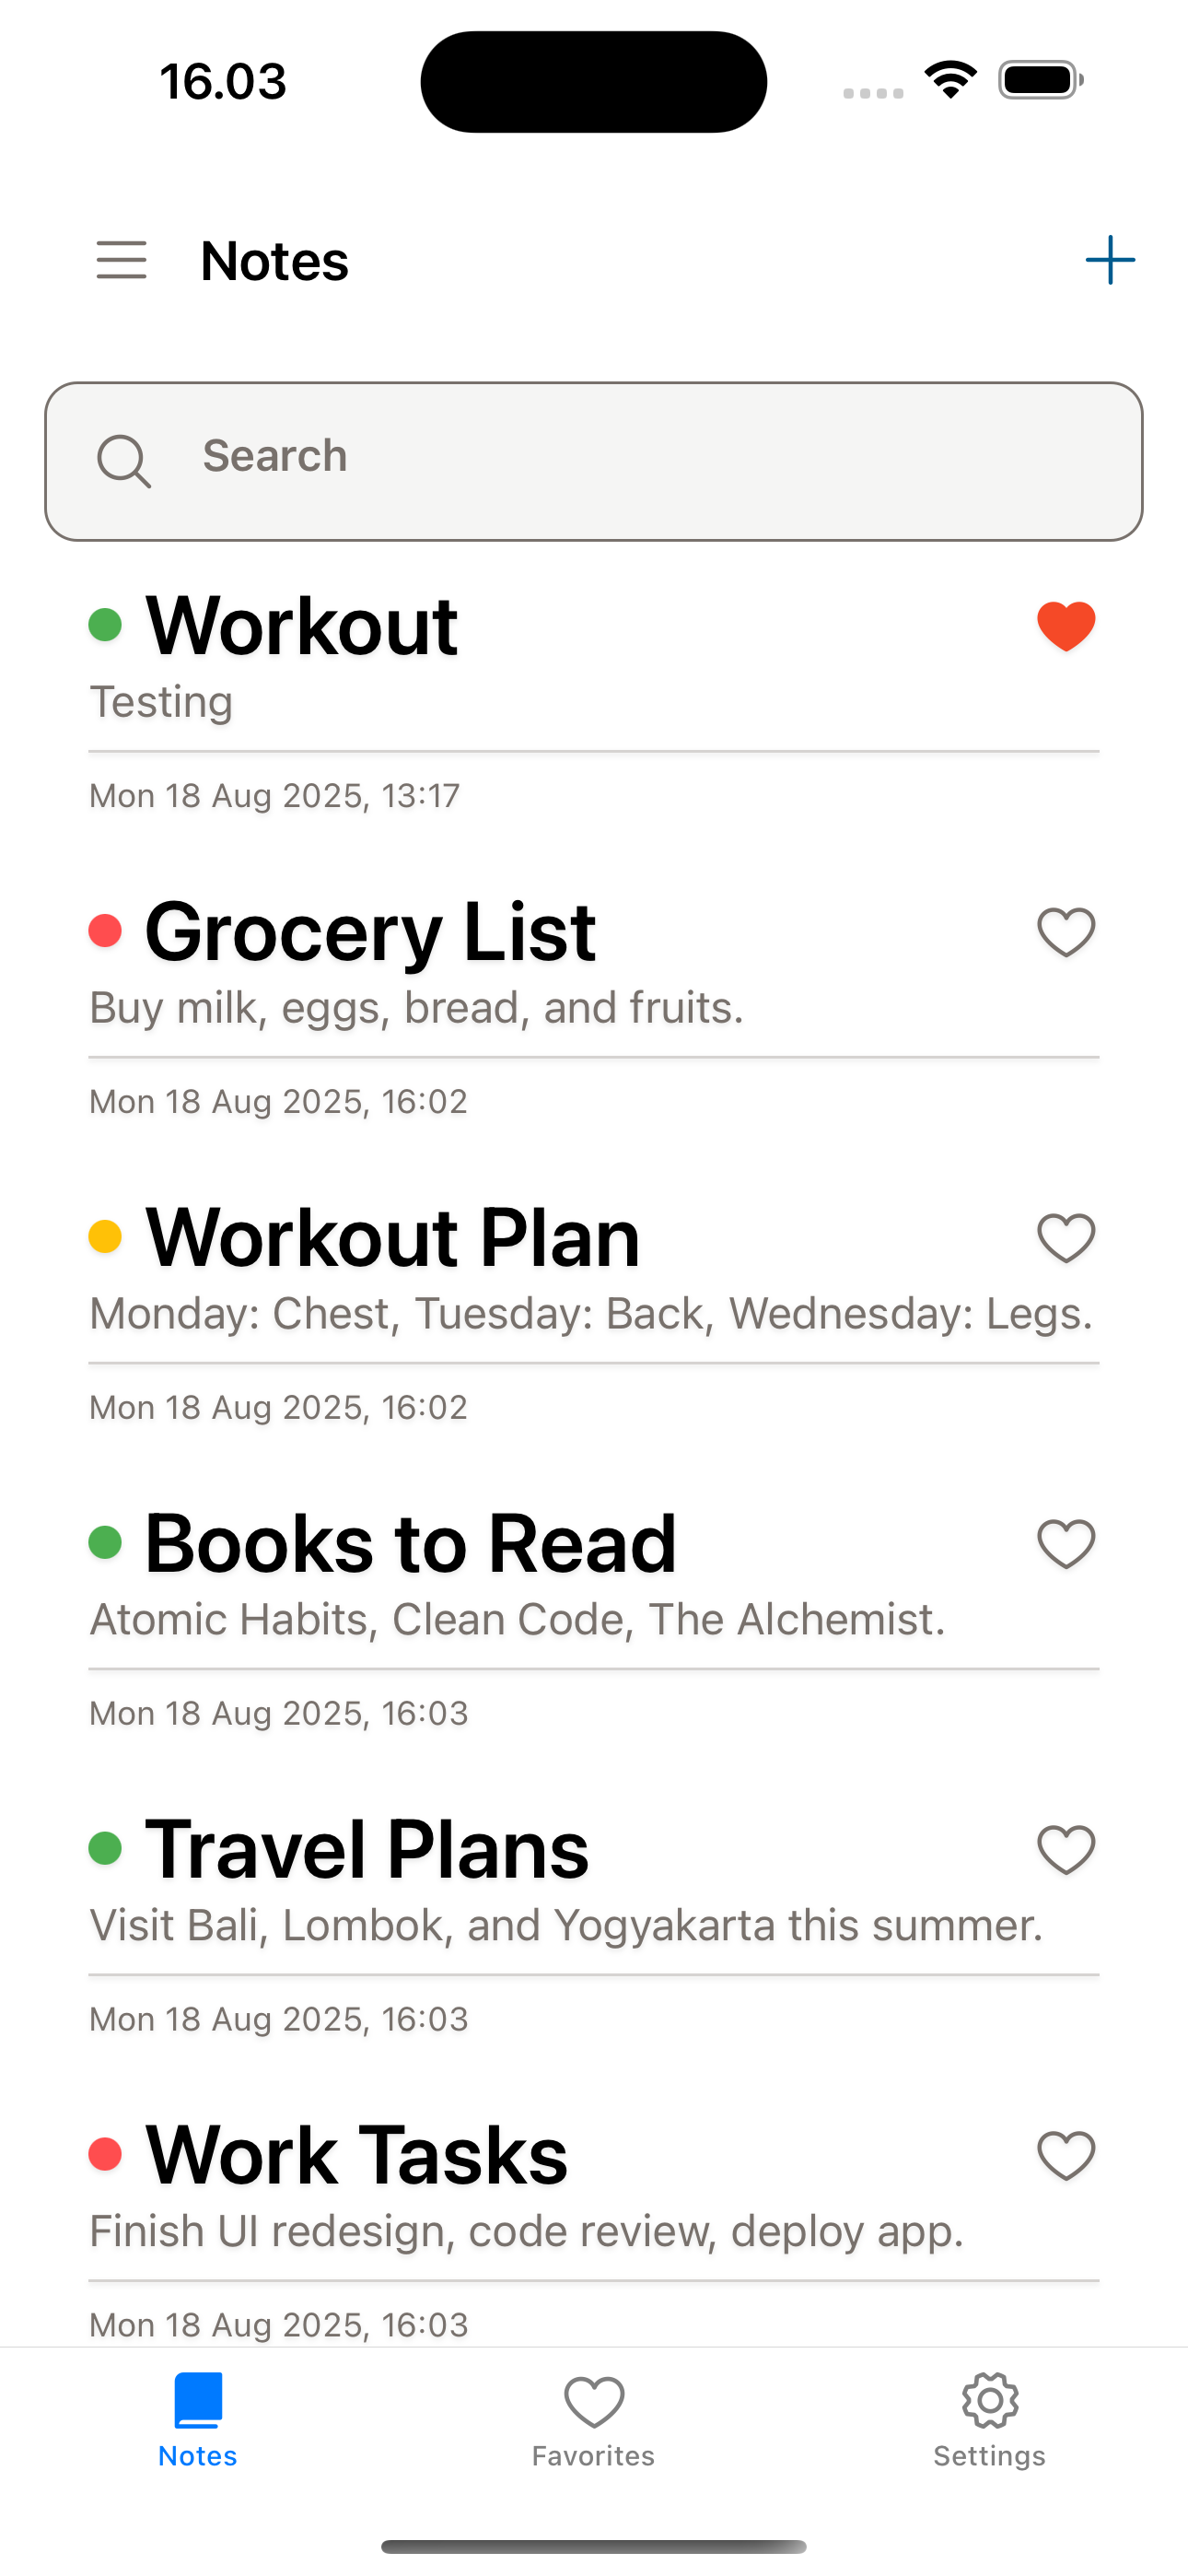 16.03
Notes
Search
Workout
Testing
Mon 18 Aug 2025, 13:17
Grocery List
Buy milk, eggs, bread, and fruits.
Mon 18 Aug 2025, 16:02
Workout Plan
Monday: Chest, Tuesday: Back, Wednesday: Legs.
Mon 18 Aug 2025, 16:02
Books to Read
Atomic Habits, Clean Code, The Alchemist.
Mon 18 Aug 2025, 16:03
Travel Plans
Visit Bali, Lombok, and Yogyakarta this summer.
Mon 18 Aug 2025, 16:03
Work Tasks
Finish UI redesign, code review, deploy app.
Mon 18 Aug 2025, 16:03
Notes Favorites Settings